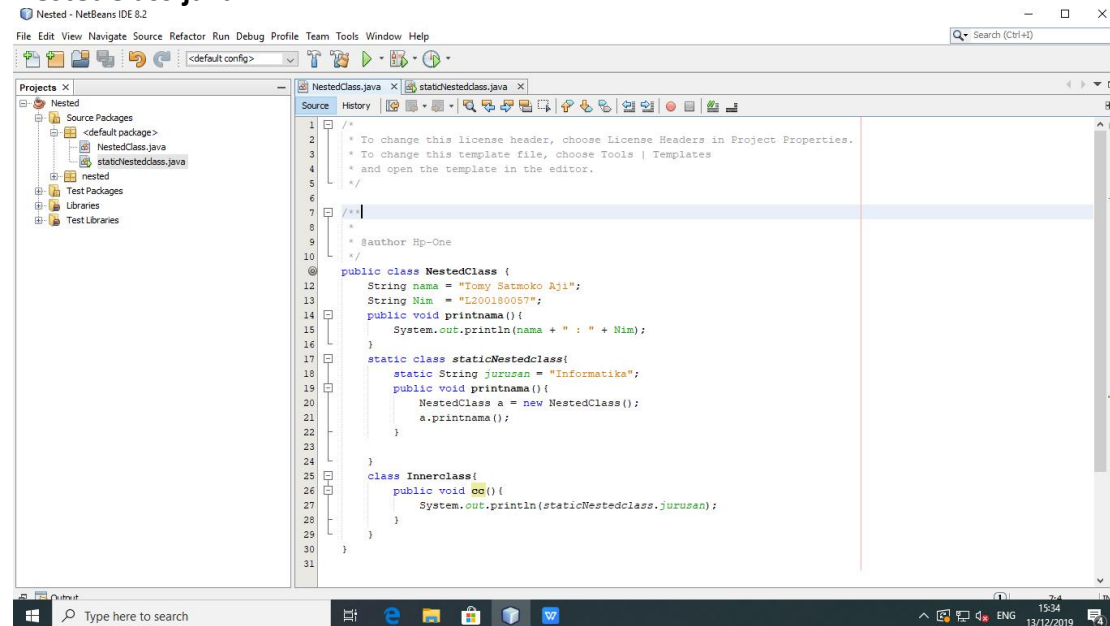 Nested - NetBeans IDE 8.2
File Edit View Navigate Source Refactor Run Debug Profile Team Tools Window Help
Search (Ctrl+I)
<default config>
Projects
NestedClass.java
staticNestedclass.java
Nested
Source Packages
<default package>
NestedClass.java
staticNestedclass.java
nested
Test Packages
Libraries
Test Libraries
Source History
1 /*
2 * To change this license header, choose License Headers in Project Properties.
3 * To change this template file, choose Tools | Templates
4 * and open the template in the editor.
5 */
6
7 /**
8 *
9 * @author Hp-One
10 */
public class NestedClass {
12 String nama = "Tomy Satmoko Aji";
13 String Nim = "L200180057";
14 public void printnama(){
15 System.out.println(nama + " : " + Nim);
16 }
17 static class staticNestedclass{
18 static String jurusan = "Informatika";
19 public void printnama(){
20 NestedClass a = new NestedClass();
21 a.printnama();
22 }
23
24 }
25 class Innerclass{
26 public void cc(){
27 System.out.println(staticNestedclass.jurusan);
28 }
29 }
30 }
31
Output
7:4
Type here to search
ENG
15:34
13/12/2019